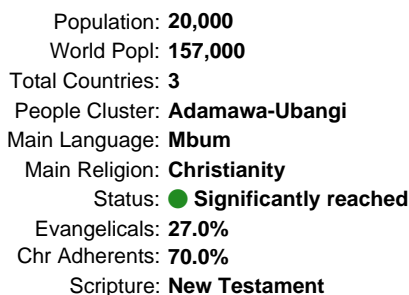 Population: 20,000
World Popl: 157,000
Total Countries: 3
People Cluster: Adamawa-Ubangi
Main Language: Mbum
Main Religion: Christianity
Status: Significantly reached
Evangelicals: 27.0%
Chr Adherents: 70.0%
Scripture: New Testament